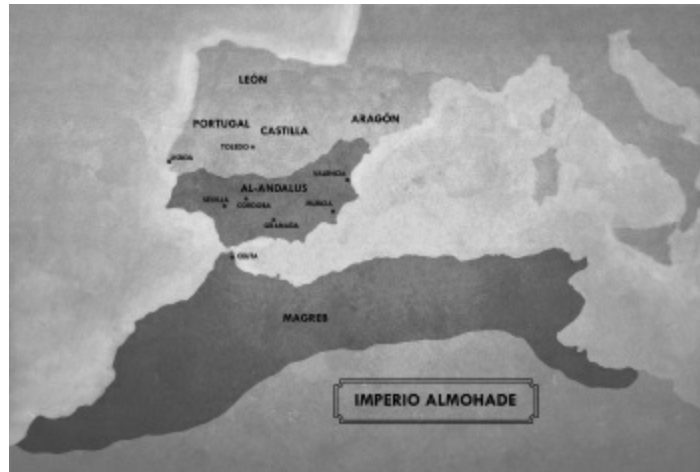 LEÓN
PORTUGAL
CASTILLA
ARAGÓN
TOLEDO
LISBOA
VALENCIA
AL-ANDALUS
SEVILLA
CÓRDOBA
MURCIA
GRANADA
CEUTA
MAGREB
IMPERIO ALMOHADE